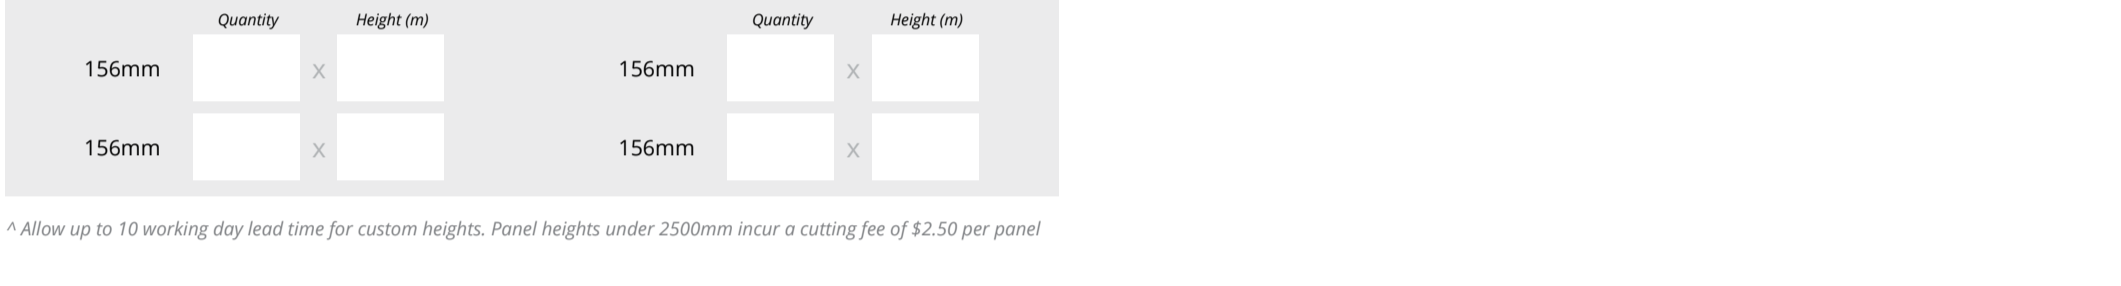 Quantity Height (m) Quantity Height (m)
156mm x 156mm x
156mm x 156mm x
^ Allow up to 10 working day lead time for custom heights. Panel heights under 2500mm incur a cutting fee of $2.50 per panel